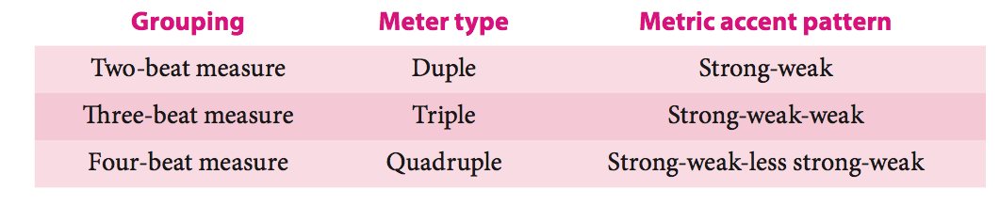 Grouping Meter type Metric accent pattern
Two-beat measure Duple Strong-weak
Three-beat measure Triple Strong-weak-weak
Four-beat measure Quadruple Strong-weak-less strong-weak